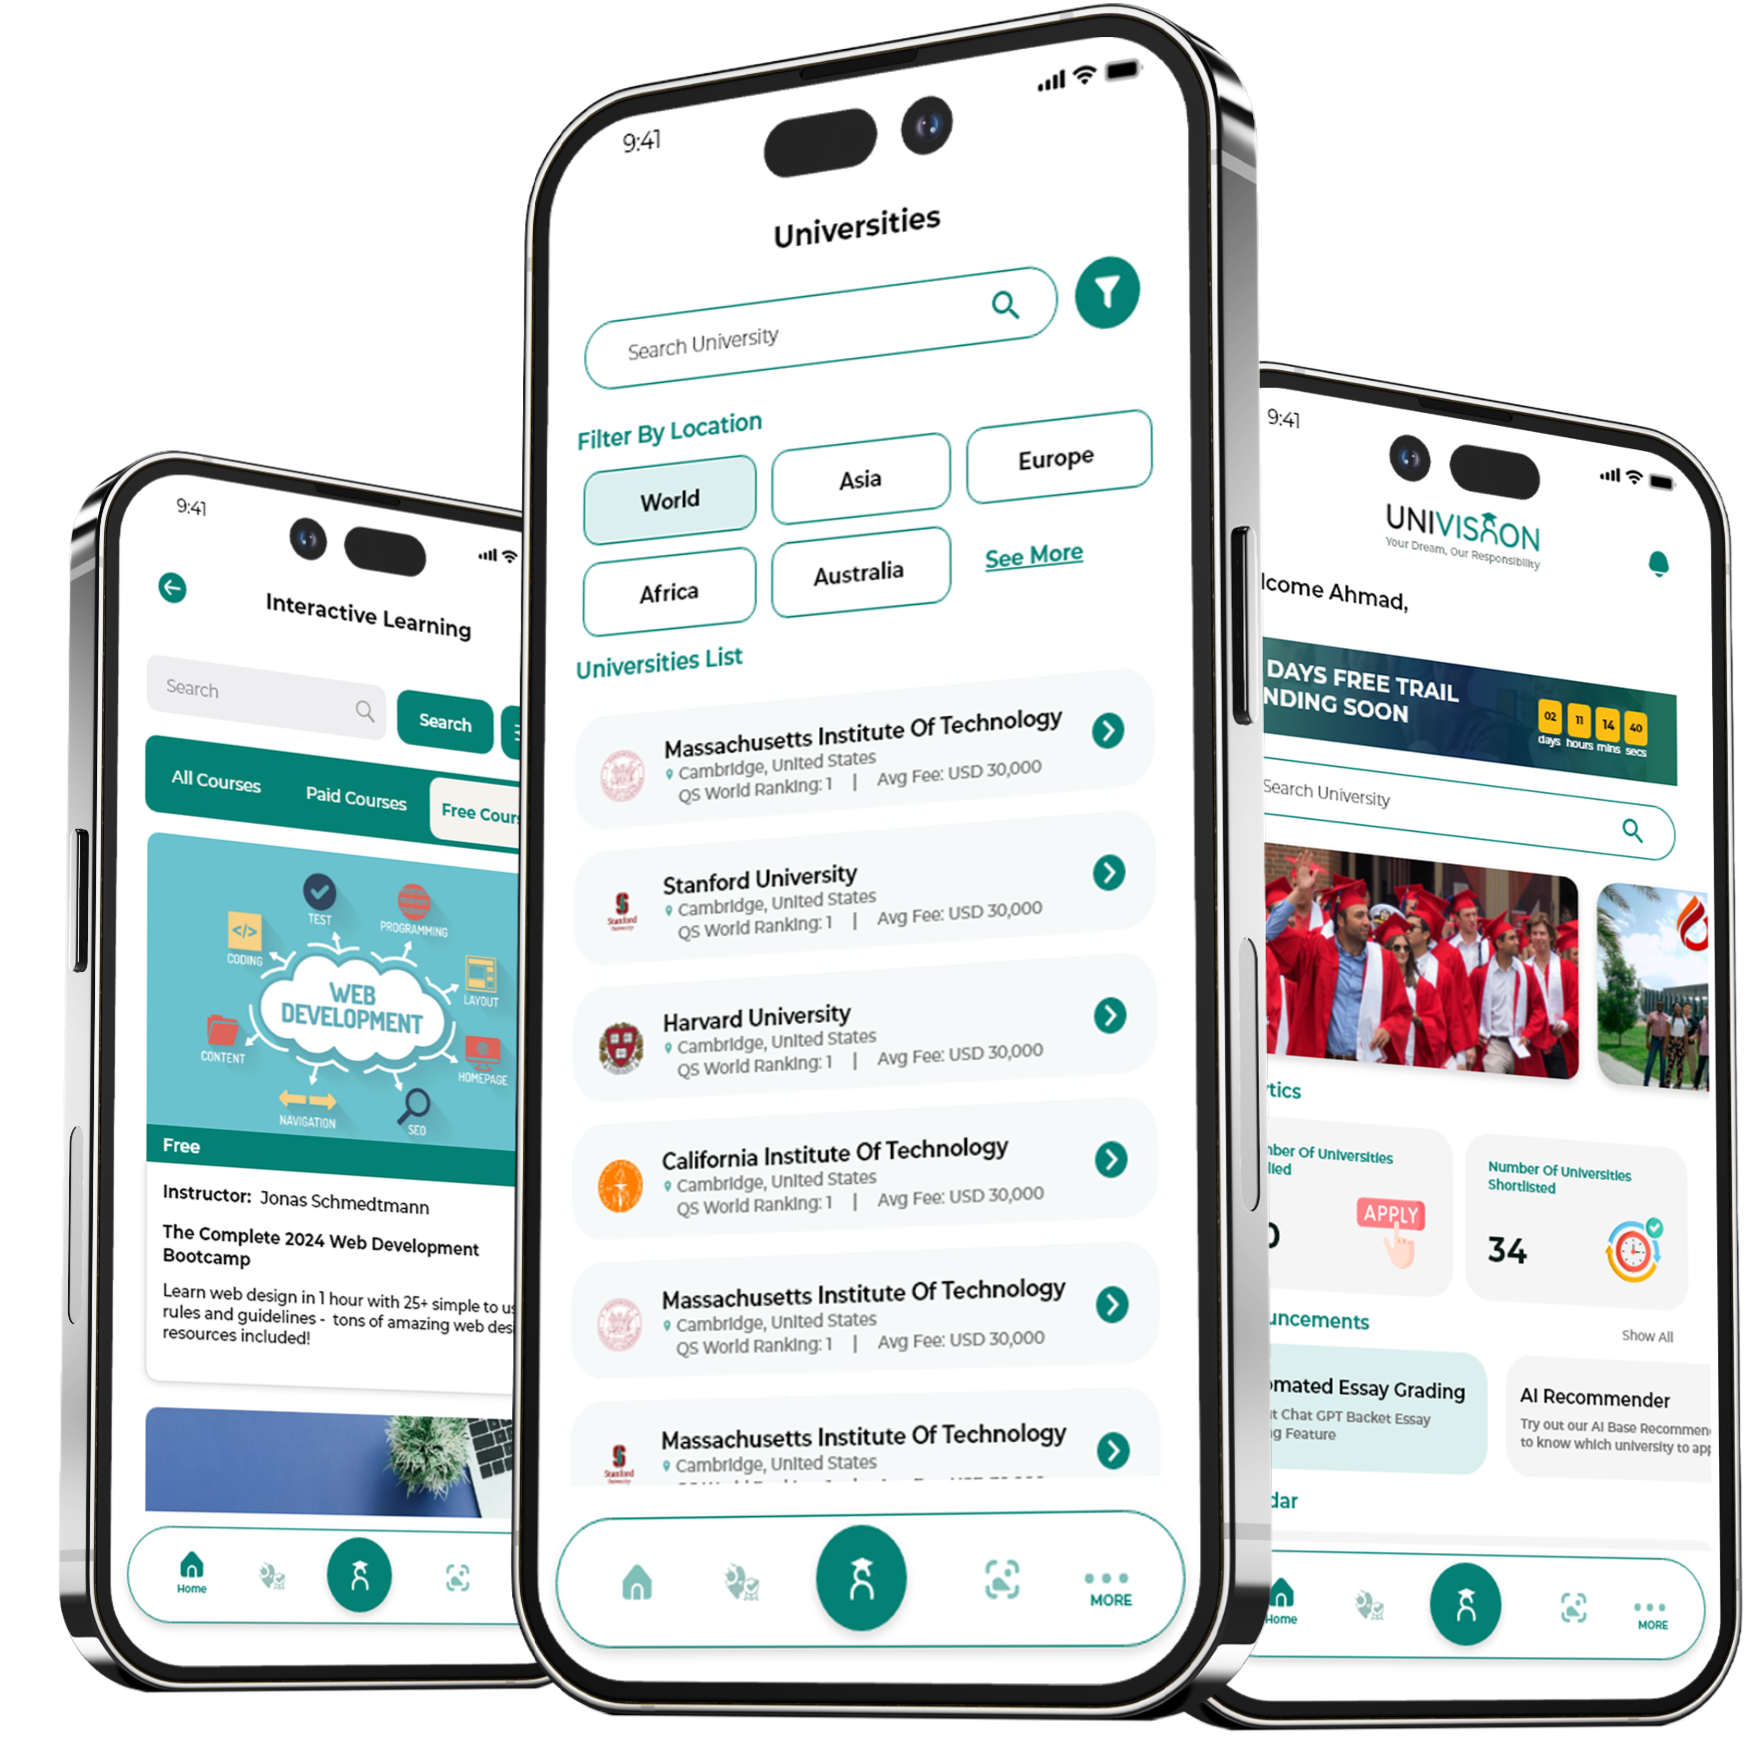 9:41
Interactive Learning
Search
Search
All Courses
Paid Courses
Free Cour
TEST
PROGRAMMING
CODING
LAYOUT
WEB
DEVELOPMENT
CONTENT
HOMEPAGE
NAVIGATION
SEO
Free
Instructor: Jonas Schmedtmann
The Complete 2024 Web Development
Bootcamp
Learn web design in 1 hour with 25+ simple to us
rules and guidelines - tons of amazing web desi
resources included!
Home
9:41
Universities
Search University
Filter By Location
World
Asia
Europe
Africa
Australia
See More
Universities List
Massachusetts Institute Of Technology
Cambridge, United States
QS World Ranking: 1 | Avg Fee: USD 30,000
Stanford University
Stanford
University
Cambridge, United States
QS World Ranking: 1 | Avg Fee: USD 30,000
Harvard University
Cambridge, United States
QS World Ranking: 1 | Avg Fee: USD 30,000
California Institute Of Technology
Cambridge, United States
QS World Ranking: 1 | Avg Fee: USD 30,000
Massachusetts Institute Of Technology
Cambridge, United States
QS World Ranking: 1 | Avg Fee: USD 30,000
Massachusetts Institute Of Technology
Stanford
University
Cambridge, United States
MORE
9:41
UNIVISION
Your Dream, Our Responsibility
lcome Ahmad,
DAYS FREE TRAIL
NDING SOON
02 11 14 40
days hours mins secs
Search University
tics
ber Of Universities
lied
0
APPLY
Number Of Universities
Shortlisted
34
uncements
Show All
mated Essay Grading
t Chat GPT Backet Essay
g Feature
AI Recommender
Try out our AI Base Recommen
to know which university to app
dar
Home
MORE